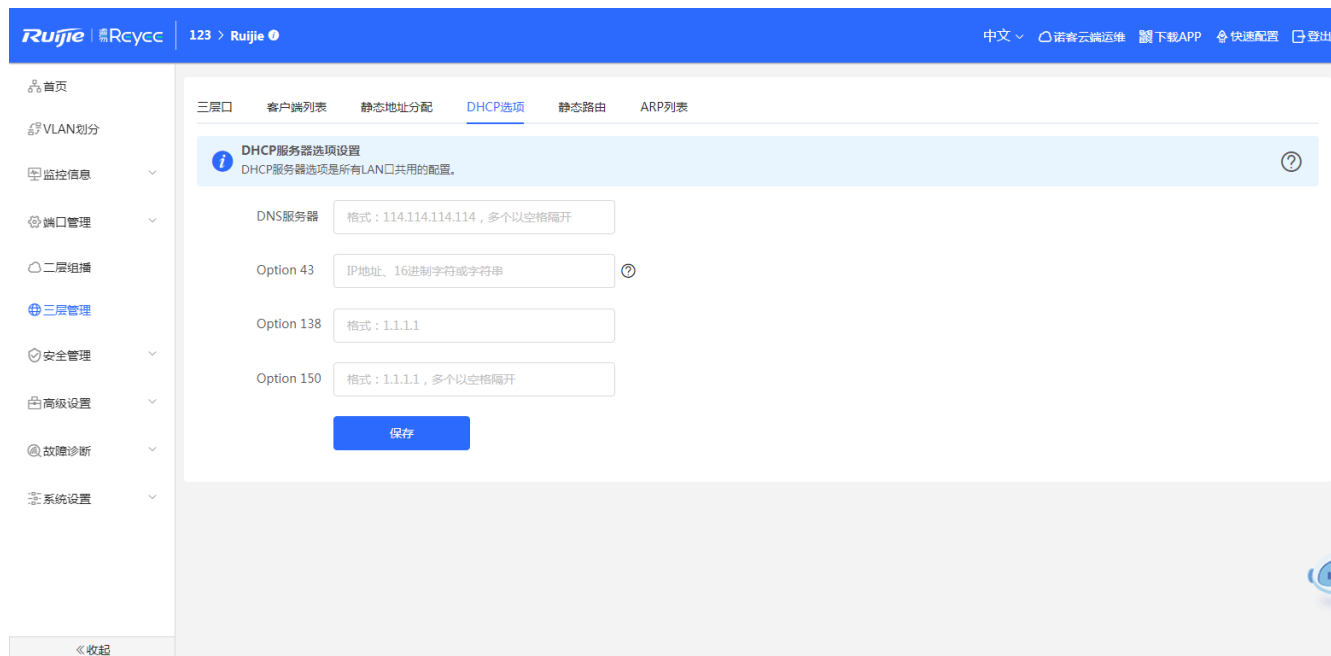 Ruijie | 睿易Reyee 123 > Ruijie
中文 诺客云端运维 下载APP 快速配置 登出
首页
VLAN划分
监控信息
端口管理
二层组播
三层管理
安全管理
高级设置
故障诊断
系统设置
《收起
三层口 客户端列表 静态地址分配 DHCP选项 静态路由 ARP列表
DHCP服务器选项设置
DHCP服务器选项是所有LAN口共用的配置。
DNS服务器 格式：114.114.114.114，多个以空格隔开
Option 43 IP地址、16进制字符或字符串
Option 138 格式：1.1.1.1
Option 150 格式：1.1.1.1，多个以空格隔开
保存